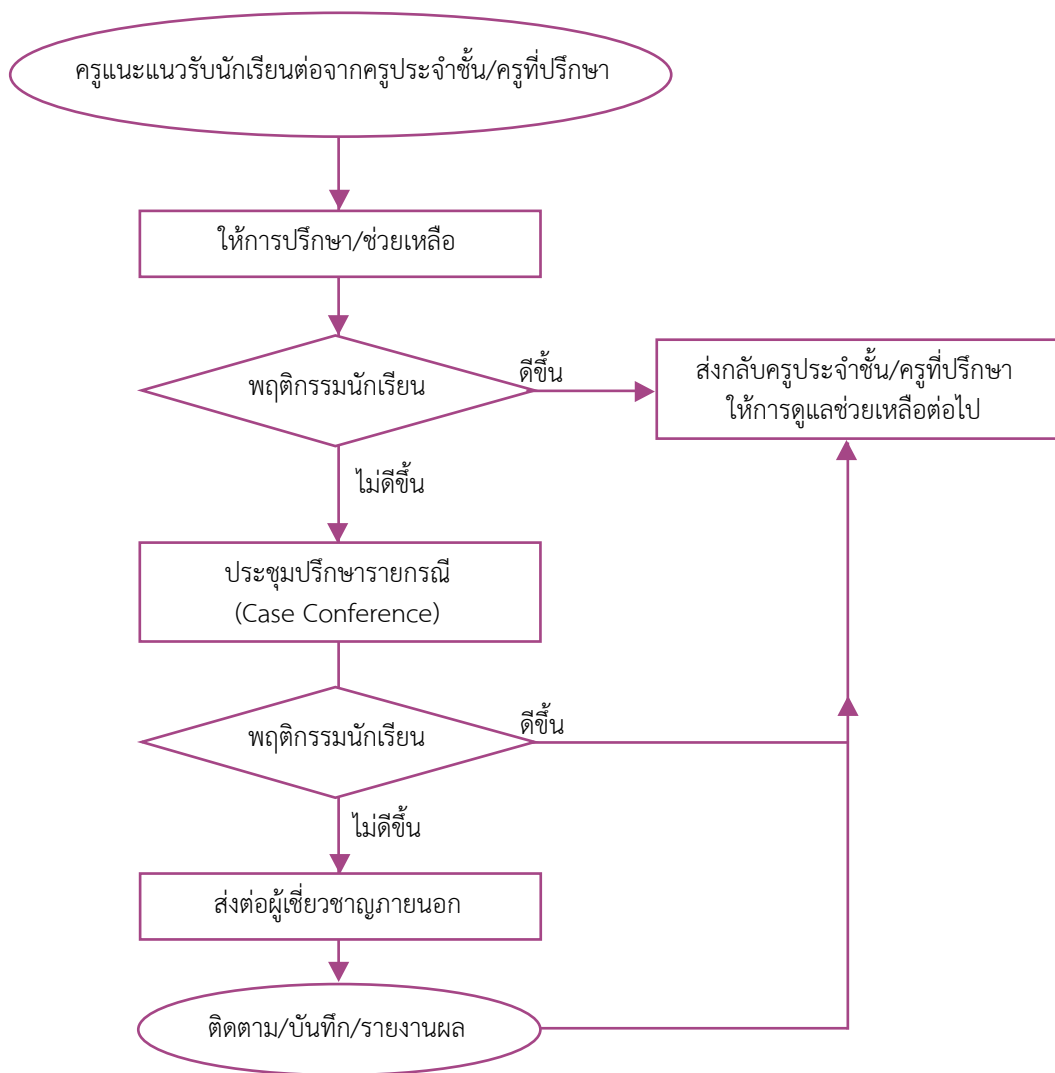 ครูแนะแนวรับนักเรียนต่อจากครูประจำชั้น/ครูที่ปรึกษา
ให้การปรึกษา/ช่วยเหลือ
พฤติกรรมนักเรียน
ดีขึ้น
ส่งกลับครูประจำชั้น/ครูที่ปรึกษา
ให้การดูแลช่วยเหลือต่อไป
ไม่ดีขึ้น
ประชุมปรึกษารายกรณี
(Case Conference)
พฤติกรรมนักเรียน
ดีขึ้น
ไม่ดีขึ้น
ส่งต่อผู้เชี่ยวชาญภายนอก
ติดตาม/บันทึก/รายงานผล